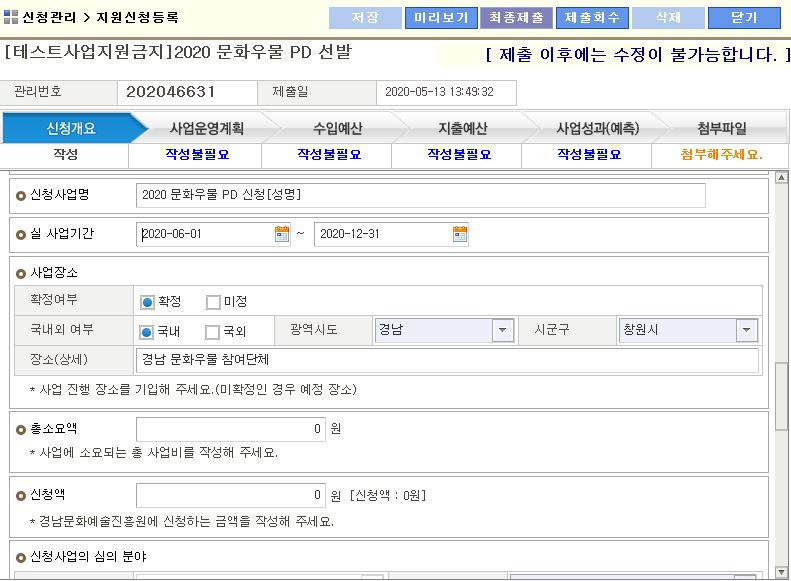 신청관리 > 지원신청등록
저장 미리보기 최종제출 제출회수 삭제 닫기
[테스트사업지원금지]2020 문화우물 PD 선발
[ 제출 이후에는 수정이 불가능합니다. ]
관리번호 202046631 제출일 2020-05-13 13:49:32
신청개요 사업운영계획 수입예산 지출예산 사업성과(예측) 첨부파일
작성 작성불필요 작성불필요 작성불필요 작성불필요 첨부해주세요.
신청사업명 2020 문화우물 PD 신청[성명]
실 사업기간 2020-06-01 ~ 2020-12-31
사업장소
확정여부 확정 미정
국내외 여부 국내 국외 광역시도 경남 시군구 창원시
장소(상세) 경남 문화우물 참여단체
* 사업 진행 장소를 기입해 주세요.(미확정인 경우 예정 장소)
총소요액 0 원
* 사업에 소요되는 총 사업비를 작성해 주세요.
신청액 0 원 [신청액 : 0원]
* 경남문화예술진흥원에 신청하는 금액을 작성해 주세요.
신청사업의 심의 분야